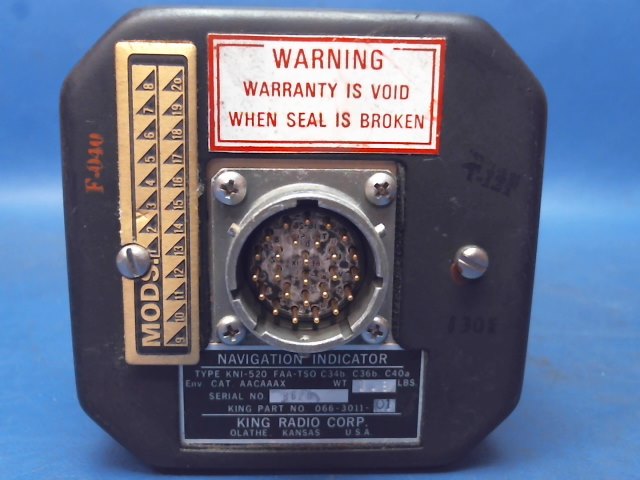 WARNING
WARRANTY IS VOID
WHEN SEAL IS BROKEN
F-040
MODS.
1 2 3 4 5 6 7 8
9 10 11 12 13 14 15 16 17 18 19 20
NAVIGATION INDICATOR
TYPE KNI-520 FAA-TSO C34b C36b C40a
Env. CAT. AACAAAX WT LBS.
SERIAL NO.
KING PART NO. 066-3011-01
KING RADIO CORP.
OLATHE KANSAS U.S.A.